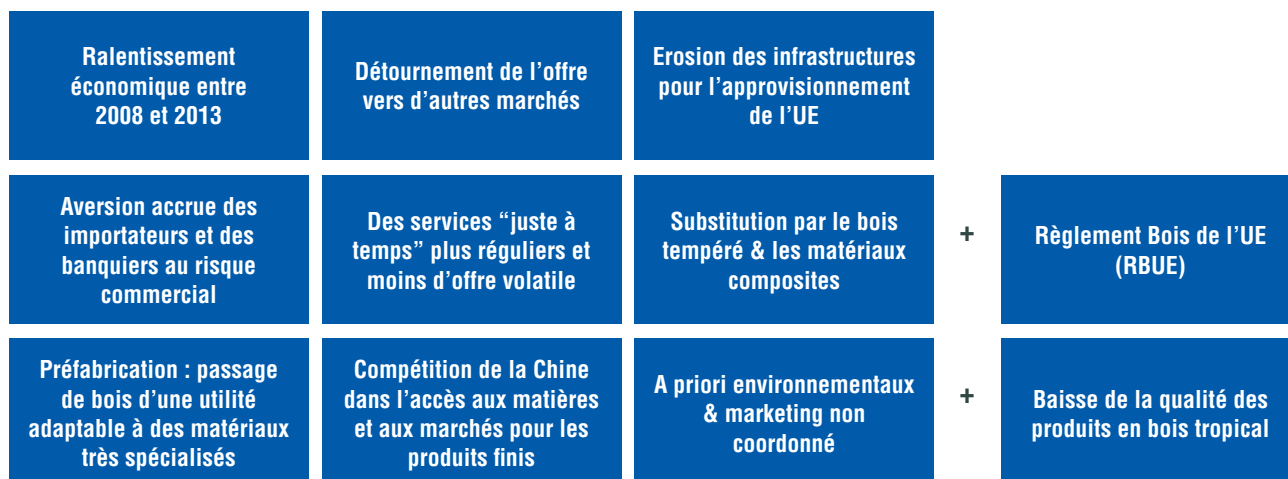 Ralentissement
économique entre
2008 et 2013
Détournement de l’offre
vers d’autres marchés
Erosion des infrastructures
pour l’approvisionnement
de l’UE
Aversion accrue des
importateurs et des
banquiers au risque
commercial
Des services “juste à
temps” plus réguliers et
moins d’offre volatile
Substitution par le bois
tempéré & les matériaux
composites
+
Règlement Bois de l’UE
(RBUE)
Préfabrication : passage
de bois d’une utilité
adaptable à des matériaux
très spécialisés
Compétition de la Chine
dans l’accès aux matières
et aux marchés pour les
produits finis
A priori environnementaux
& marketing non
coordonné
+
Baisse de la qualité des
produits en bois tropical